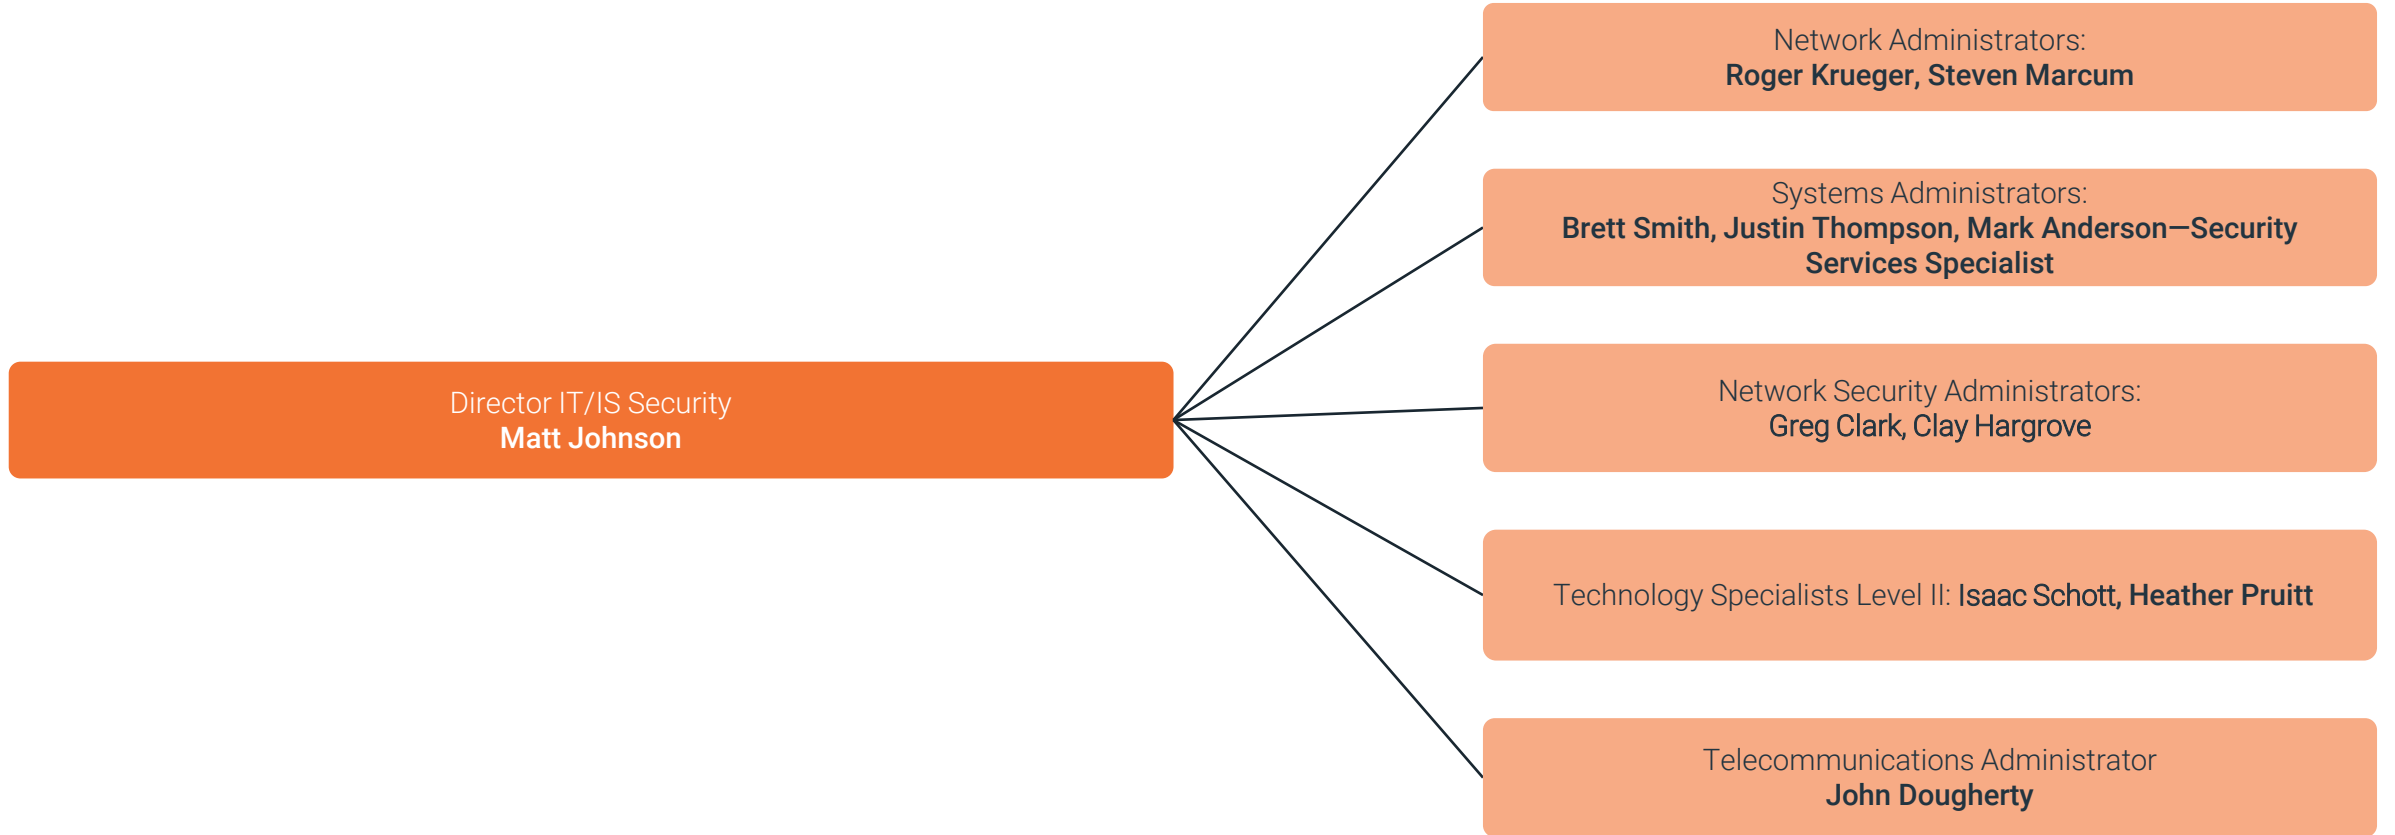 Network Administrators:
Roger Krueger, Steven Marcum
Systems Administrators:
Brett Smith, Justin Thompson, Mark Anderson—Security
Services Specialist
Director IT/IS Security
Matt Johnson
Network Security Administrators:
Greg Clark, Clay Hargrove
Technology Specialists Level II: Isaac Schott, Heather Pruitt
Telecommunications Administrator
John Dougherty